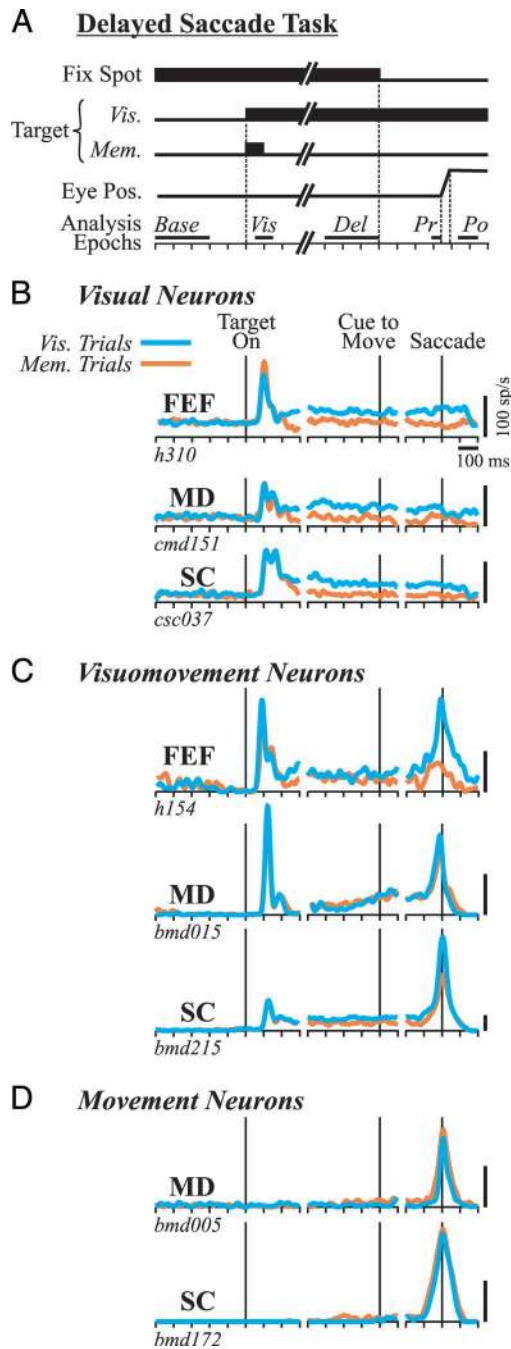 A Delayed Saccade Task
Fix Spot
Target
Vis.
Mem.
Eye Pos.
Analysis
Epochs
Base Vis Del Pr Po
B Visual Neurons
Vis. Trials
Mem. Trials
Target
On
Cue to
Move
Saccade
FEF
h310
100 sp/s
100 ms
MD
cmd151
SC
csc037
C Visuomovement Neurons
FEF
h154
MD
bmd015
SC
bmd215
D Movement Neurons
MD
bmd005
SC
bmd172